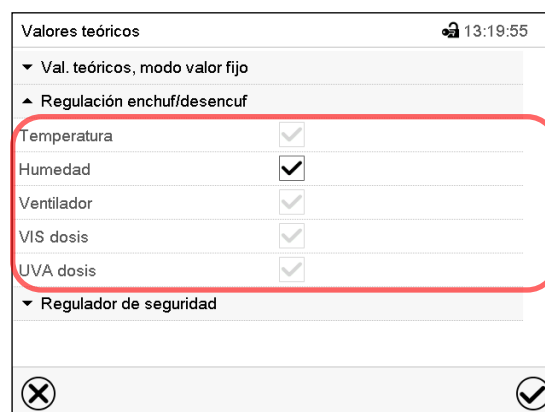 Valores teóricos 13:19:55
Val. teóricos, modo valor fijo
Regulación enchuf/desencuf
Temperatura
Humedad
Ventilador
VIS dosis
UVA dosis
Regulador de seguridad